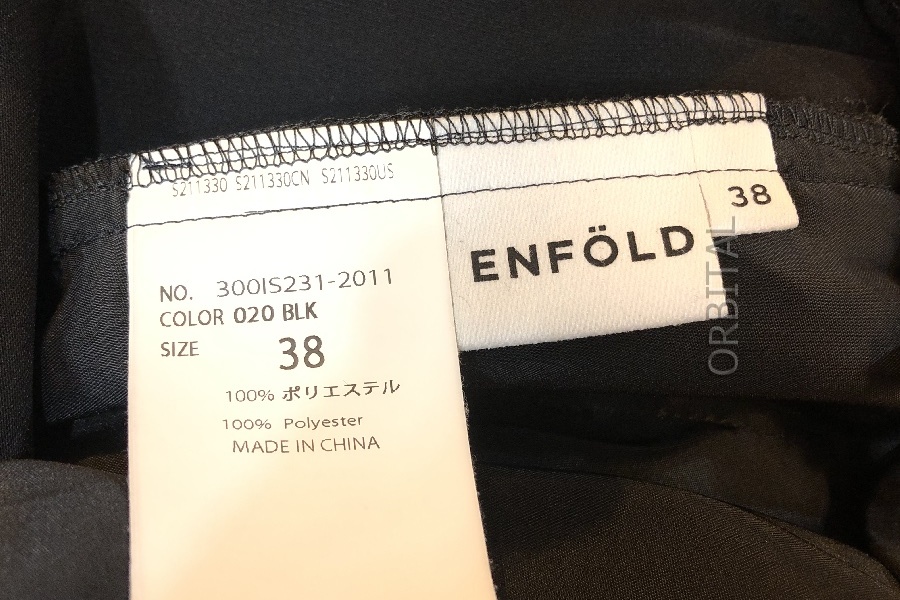 S211330 S211330CN S211330US
NO. 300IS231-2011
COLOR 020 BLK
SIZE 38
100% ポリエステル
100% Polyester
MADE IN CHINA
ENFÖLD
38
ORBITAL